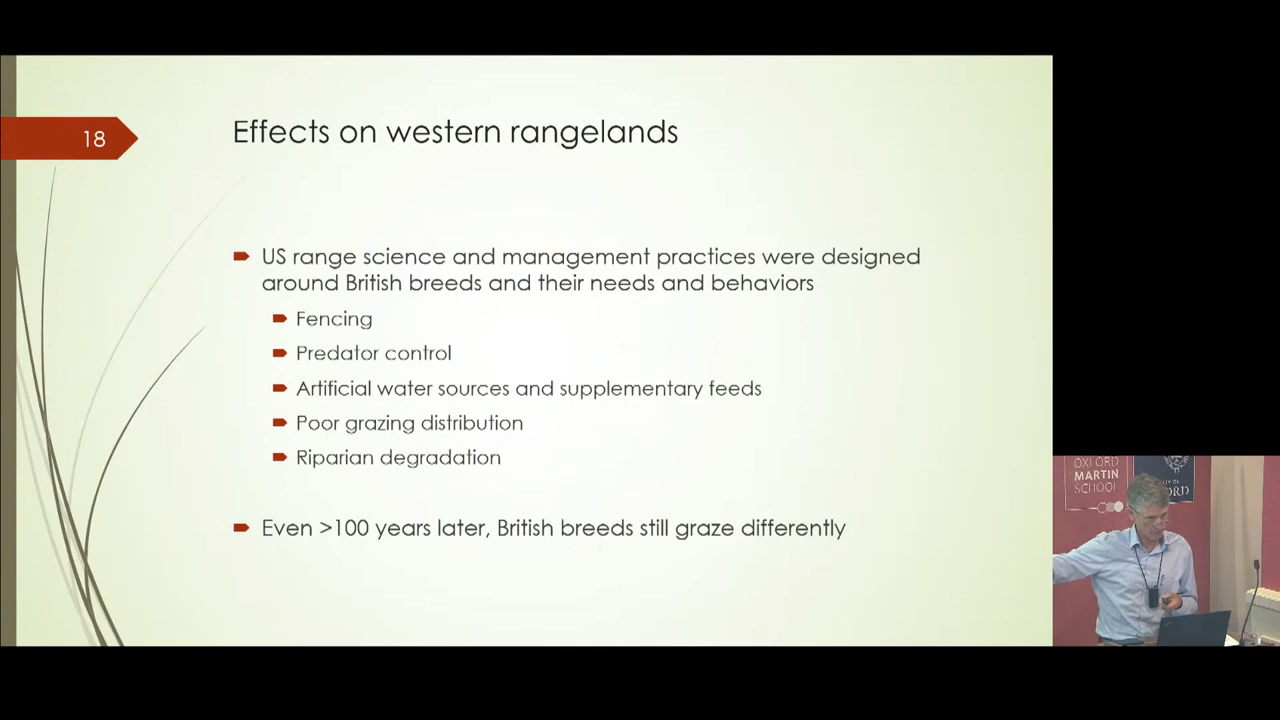 18
Effects on western rangelands
US range science and management practices were designed
around British breeds and their needs and behaviors
Fencing
Predator control
Artificial water sources and supplementary feeds
Poor grazing distribution
Riparian degradation
Even >100 years later, British breeds still graze differently
OXFORD
MARTIN
SCHOOL